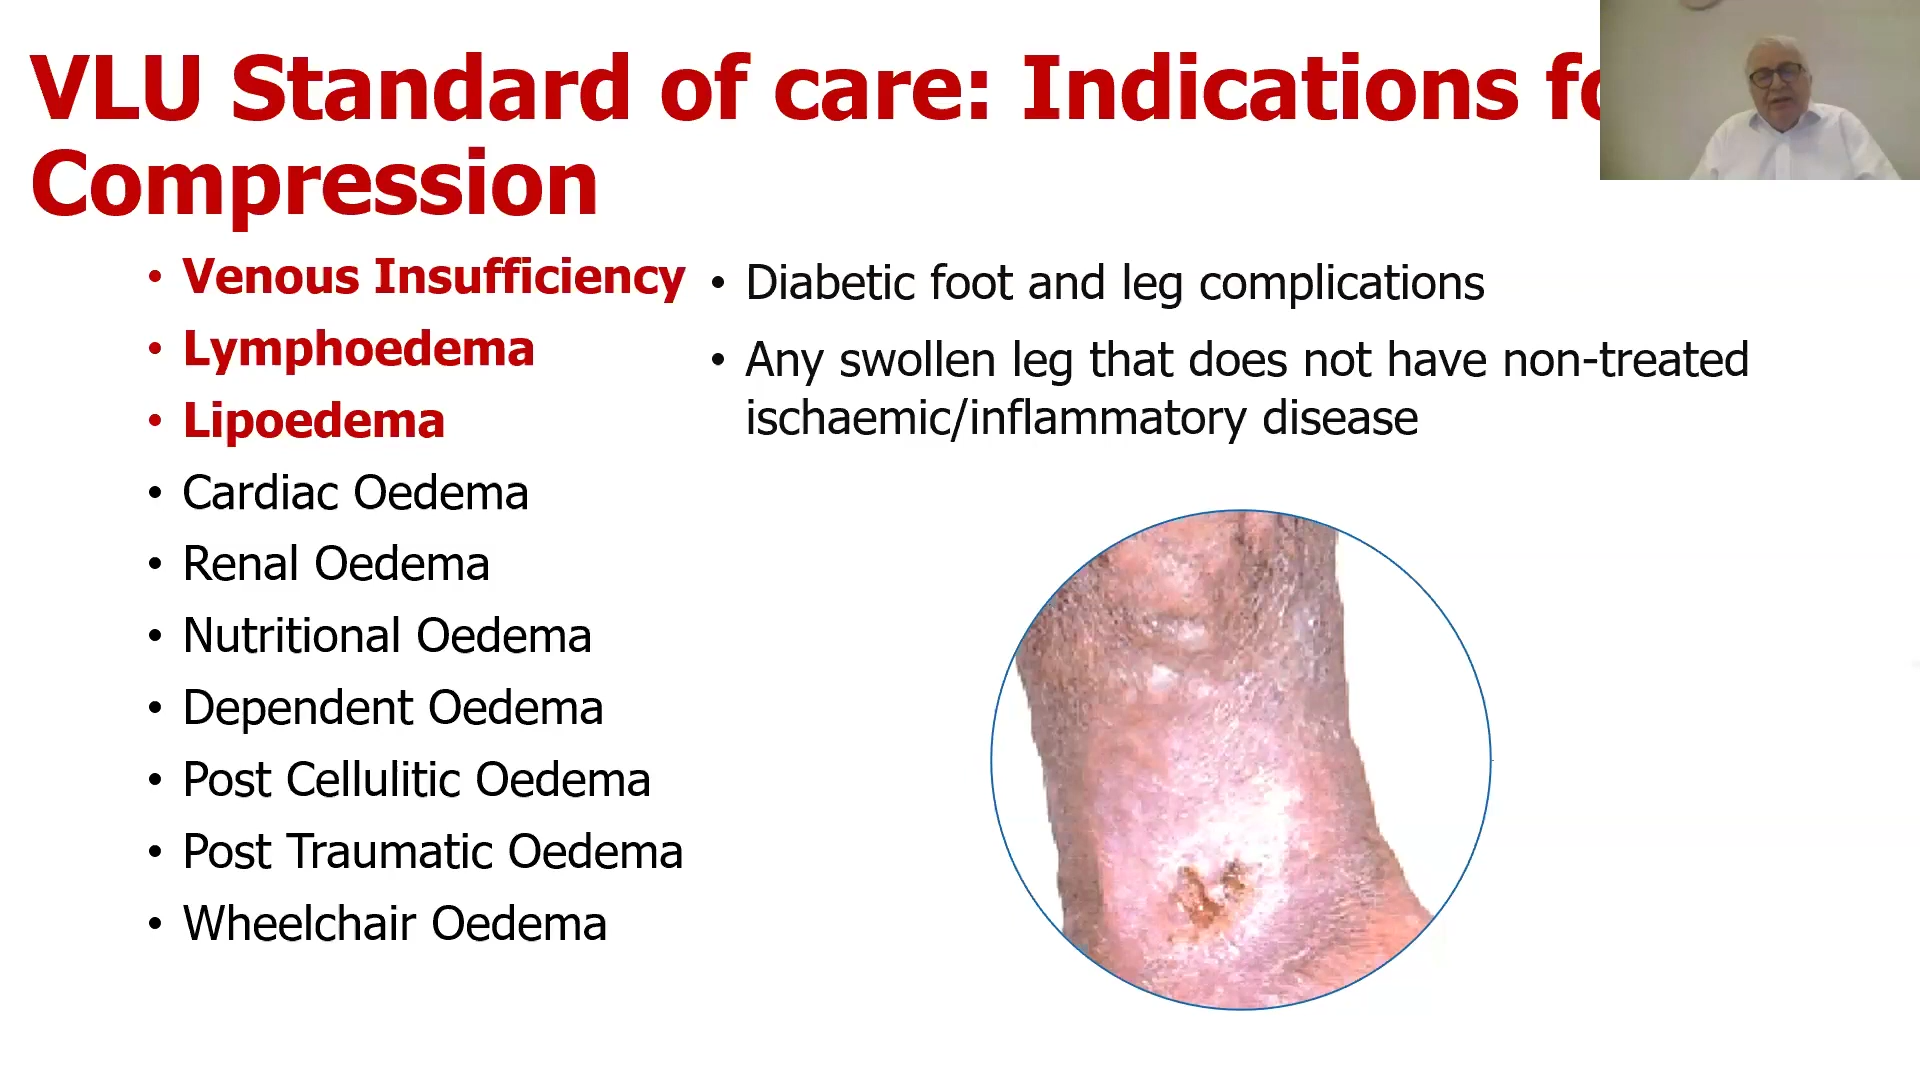 VLU Standard of care: Indications
Compression
• Venous Insufficiency
• Lymphoedema
• Lipoedema
• Cardiac Oedema
• Renal Oedema
• Nutritional Oedema
• Dependent Oedema
• Post Cellulitic Oedema
• Post Traumatic Oedema
• Wheelchair Oedema
• Diabetic foot and leg complications
• Any swollen leg that does not have non-treated
ischaemic/inflammatory disease